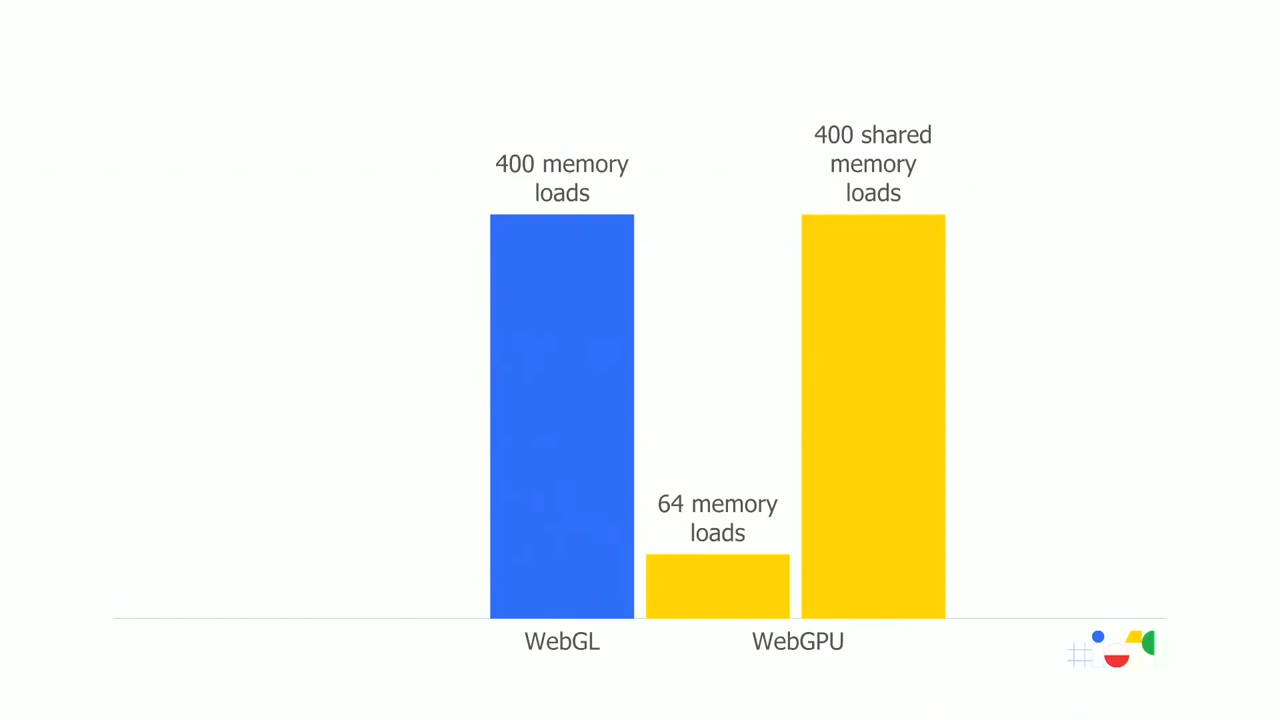 400 memory
loads
64 memory
loads
400 shared
memory
loads
WebGL
WebGPU